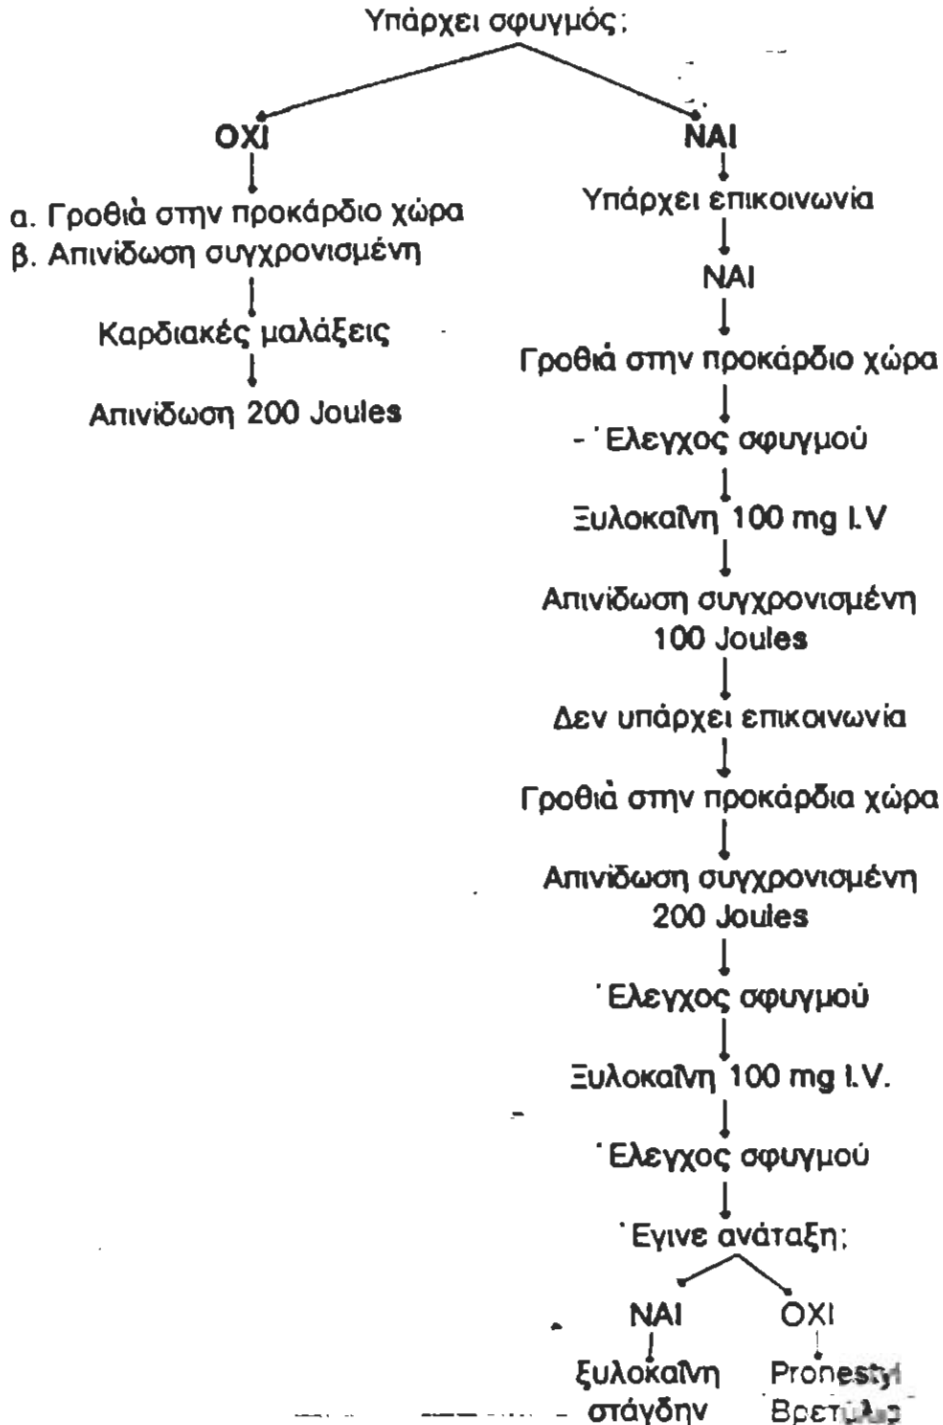 Υπάρχει σφυγμός;
ΟΧΙ
α. Γροθιά στην προκάρδιο χώρα
β. Απινίδωση συγχρονισμένη
Καρδιακές μαλάξεις
Απινίδωση 200 Joules
ΝΑΙ
Υπάρχει επικοινωνία
ΝΑΙ
Γροθιά στην προκάρδιο χώρα
- Έλεγχος σφυγμού
Ξυλοκαΐνη 100 mg I.V
Απινίδωση συγχρονισμένη
100 Joules
Δεν υπάρχει επικοινωνία
Γροθιά στην προκάρδια χώρα
Απινίδωση συγχρονισμένη
200 Joules
Έλεγχος σφυγμού
Ξυλοκαΐνη 100 mg I.V.
Έλεγχος σφυγμού
Έγινε ανάταξη;
ΝΑΙ
ξυλοκαΐνη
στάγδην
ΟΧΙ
Pronestyl